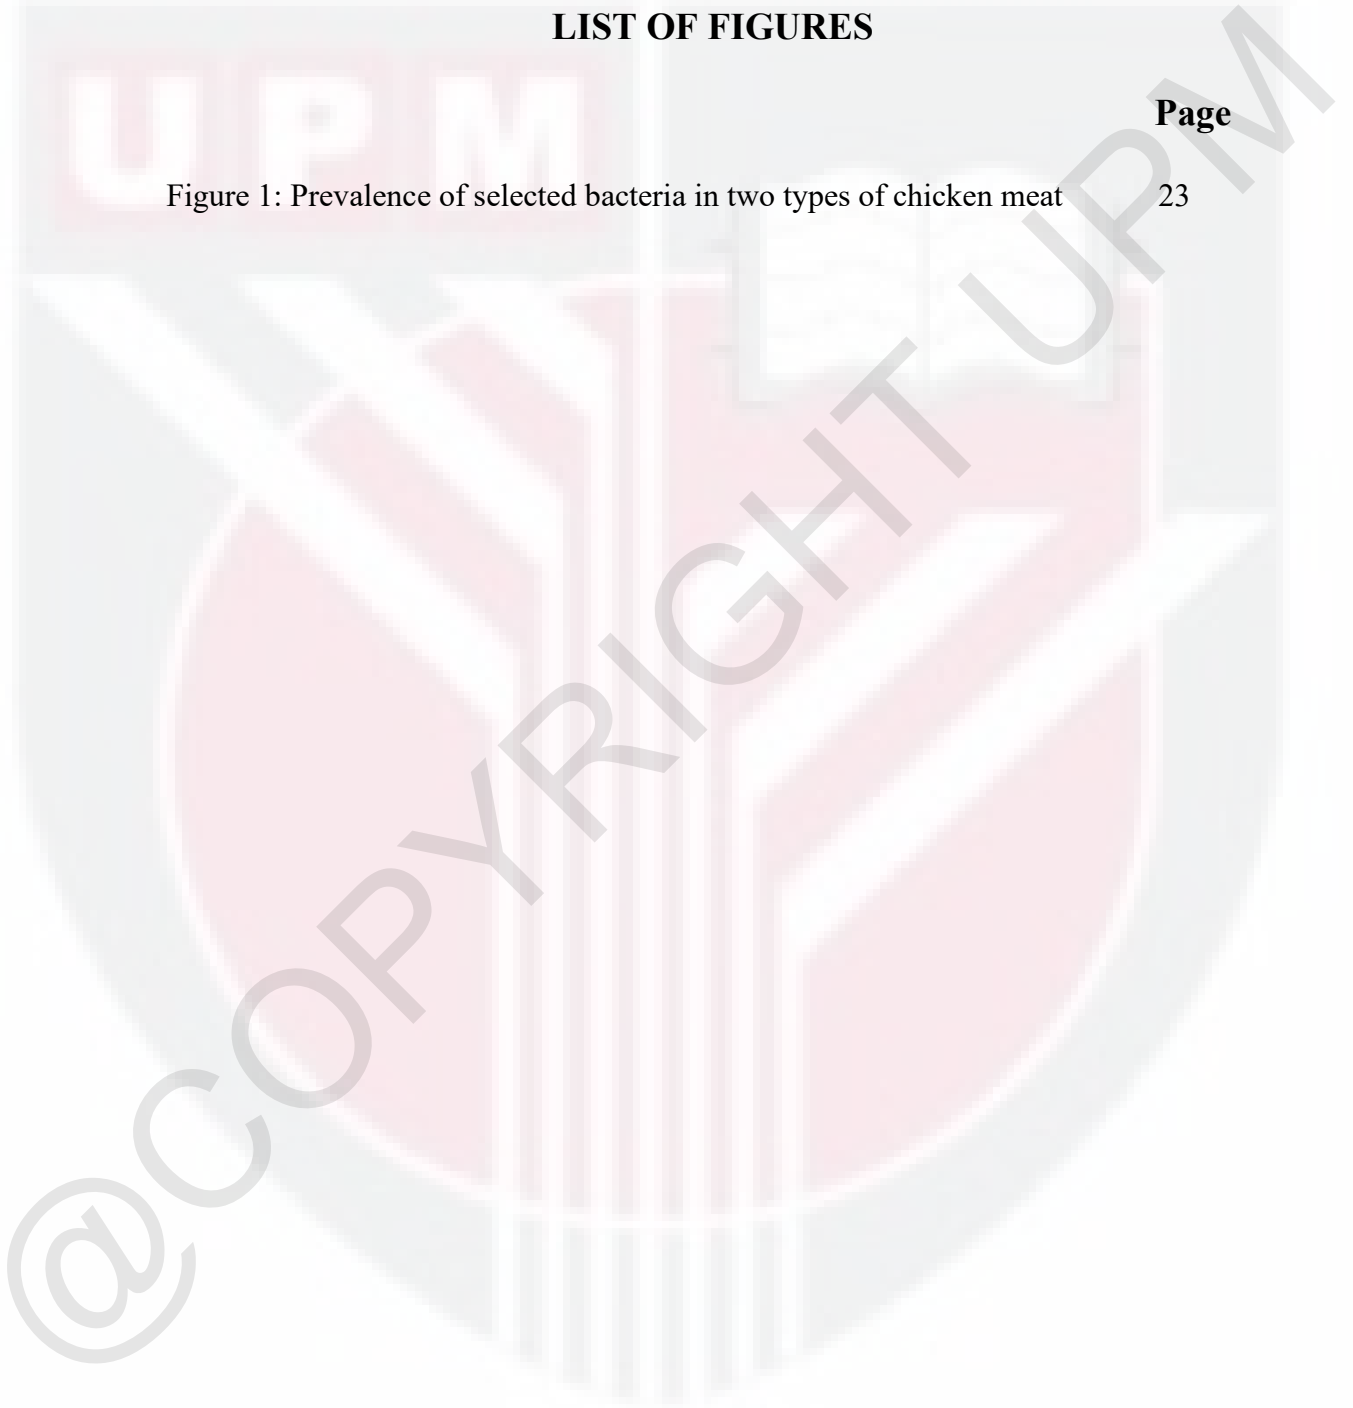 LIST OF FIGURES
UPM
Page
Figure 1: Prevalence of selected bacteria in two types of chicken meat 23
@COPYRIGHT UPM